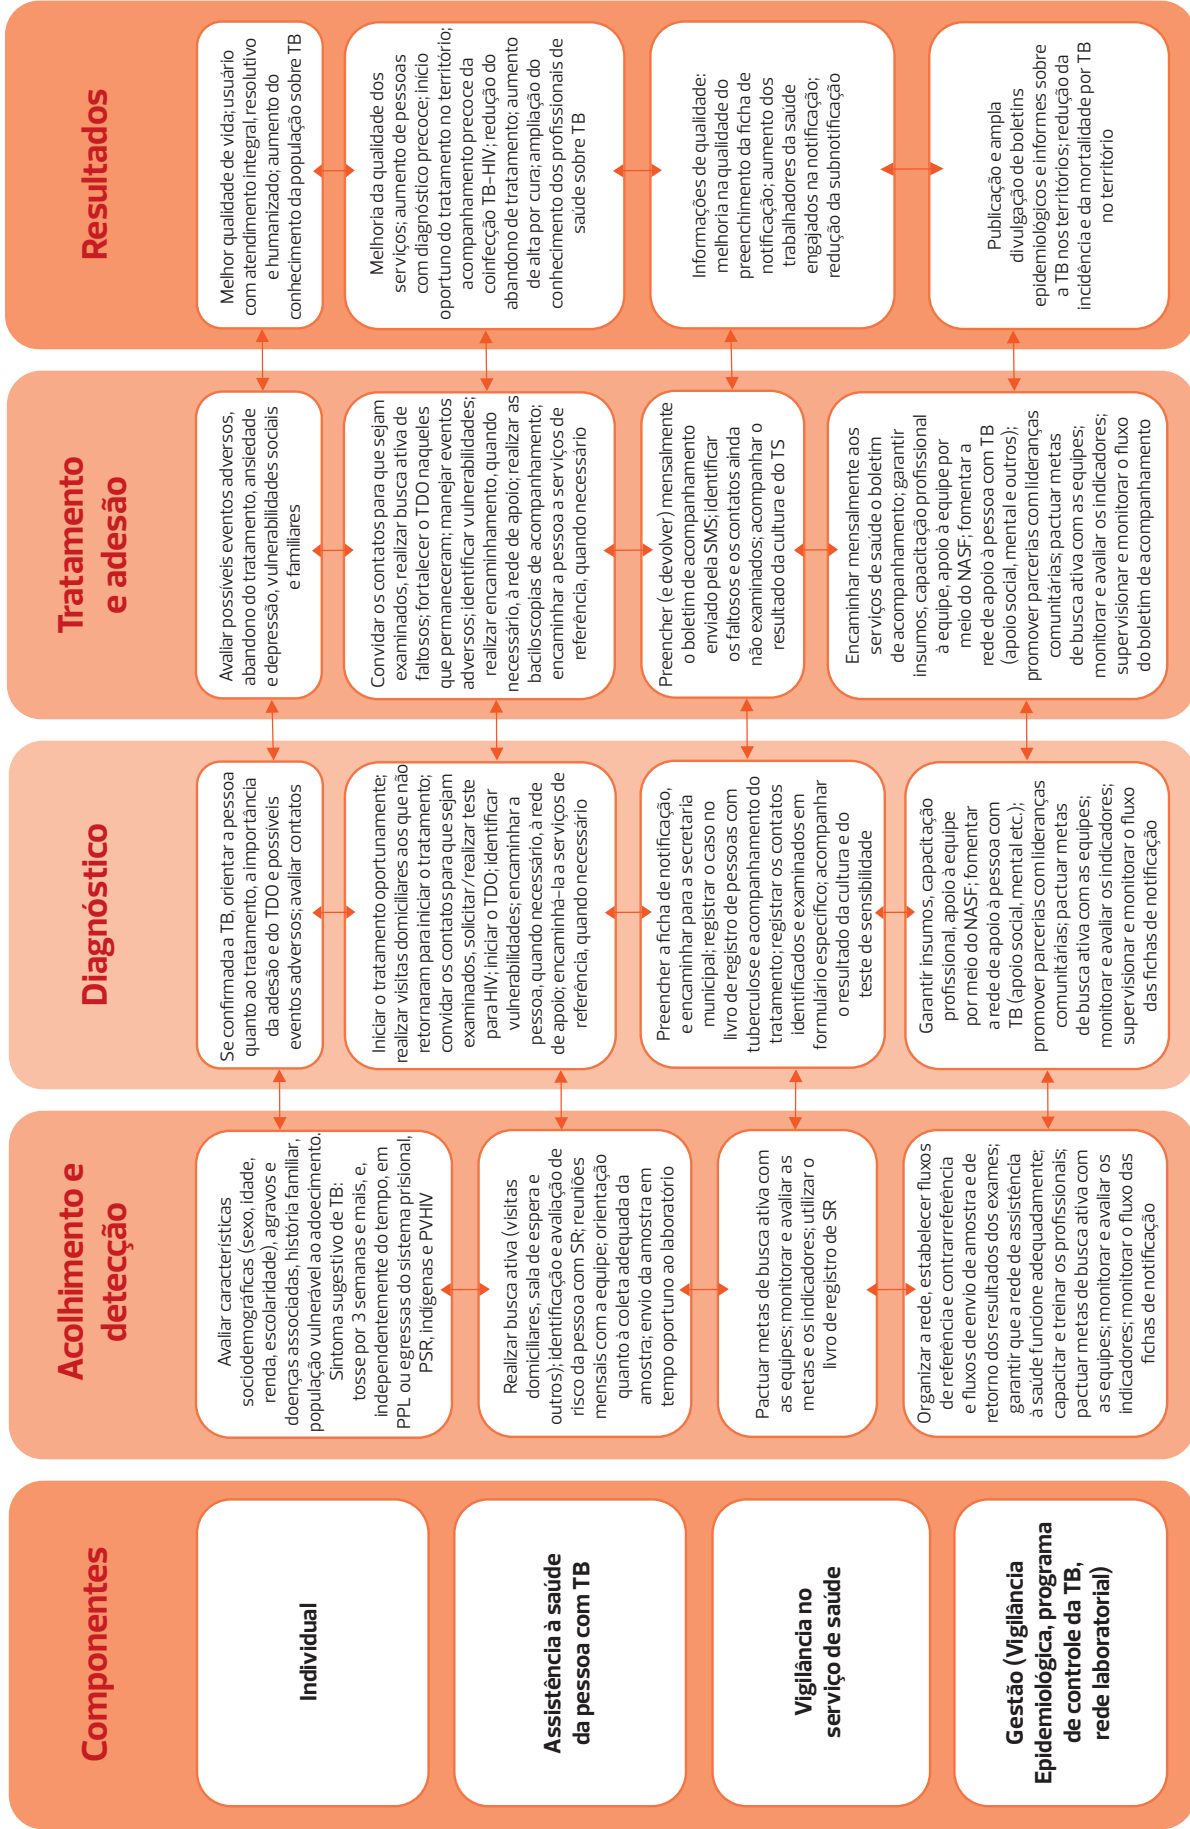 Componentes
Individual
Assistência à saúde
da pessoa com TB
Vigilância no
serviço de saúde
Gestão (Vigilância
Epidemiológica, programa
de controle da TB,
rede laboratorial)
Acolhimento e
detecção
Avaliar características
sociodemográficas (sexo, idade,
renda, escolaridade), agravos e
doenças associadas, história familiar,
população vulnerável ao adoecimento.
Sintoma sugestivo de TB:
tosse por 3 semanas e mais, e,
independentemente do tempo, em
PPL ou egressas do sistema prisional,
PSR, indígenas e PVHIV
Realizar busca ativa (visitas
domiciliares, sala de espera e
outros); identificação e avaliação de
risco da pessoa com SR; reuniões
mensais com a equipe; orientação
quanto à coleta adequada da
amostra; envio da amostra em
tempo oportuno ao laboratório
Pactuar metas de busca ativa com
as equipes; monitorar e avaliar as
metas e os indicadores; utilizar o
livro de registro de SR
Organizar a rede, estabelecer fluxos
de referência e contrarreferência
e fluxos de envio de amostra e de
retorno dos resultados dos exames;
garantir que a rede de assistência
à saúde funcione adequadamente;
capacitar e treinar os profissionais;
pactuar metas de busca ativa com
as equipes; monitorar e avaliar os
indicadores; monitorar o fluxo das
fichas de notificação
Diagnóstico
Se confirmada a TB, orientar a pessoa
quanto ao tratamento, a importância
da adesão e do TDO e possíveis
eventos adversos; avaliar contatos
Iniciar o tratamento oportunamente;
realizar visitas domiciliares aos que não
retornaram para iniciar o tratamento;
convidar os contatos para que sejam
examinados, solicitar/realizar teste
para HIV; iniciar o TDO; identificar
vulnerabilidades; encaminhar a
pessoa, quando necessário, à rede
de apoio; encaminhá-la a serviços de
referência, quando necessário
Preencher a ficha de notificação,
e encaminhar para a secretaria
municipal; registrar o caso no
livro de registro de pessoas com
tuberculose e acompanhamento do
tratamento; registrar os contatos
identificados e examinados em
formulário específico; acompanhar
o resultado da cultura e do
teste de sensibilidade
Garantir insumos, capacitação
profissional, apoio à equipe
por meio do NASF; fomentar
a rede de apoio à pessoa com
TB (apoio social, mental etc.);
promover parcerias com lideranças
comunitárias; pactuar metas
de busca ativa com as equipes;
monitorar e avaliar os indicadores;
supervisionar e monitorar o fluxo
das fichas de notificação
Tratamento
e adesão
Avaliar possíveis eventos adversos,
abandono do tratamento, ansiedade
e depressão, vulnerabilidades sociais
e familiares
Convidar os contatos para que sejam
examinados, realizar busca ativa de
faltosos; fortalecer o TDO naqueles
que permaneceram; manejar eventos
adversos; identificar vulnerabilidades;
realizar encaminhamento, quando
necessário, à rede de apoio; realizar as
baciloscopias de acompanhamento;
encaminhar a pessoa a serviços de
referência, quando necessário
Preencher (e devolver) mensalmente
o boletim de acompanhamento
enviado pela SMS; identificar
os faltosos e os contatos ainda
não examinados; acompanhar o
resultado da cultura e do TS
Encaminhar mensalmente aos
serviços de saúde o boletim
de acompanhamento; garantir
insumos, capacitação profissional
à equipe, apoio à equipe por
meio do NASF; fomentar a
rede de apoio à pessoa com TB
(apoio social, mental e outros);
promover parcerias com lideranças
comunitárias; pactuar metas
de busca ativa com as equipes;
monitorar e avaliar os indicadores;
supervisionar e monitorar o fluxo
do boletim de acompanhamento
Resultados
Melhor qualidade de vida; usuário
com atendimento integral, resolutivo
e humanizado; aumento do
conhecimento da população sobre TB
Melhoria da qualidade dos
serviços; aumento de pessoas
com diagnóstico precoce; início
oportuno do tratamento no território;
acompanhamento precoce da
coinfecção TB-HIV; redução do
abandono de tratamento; aumento
de alta por cura; ampliação do
conhecimento dos profissionais de
saúde sobre TB
Informações de qualidade:
melhoria na qualidade do
preenchimento da ficha de
notificação; aumento dos
trabalhadores da saúde
engajados na notificação;
redução da subnotificação
Publicação e ampla
divulgação de boletins
epidemiológicos e informes sobre
a TB nos territórios; redução da
incidência e da mortalidade por TB
no território